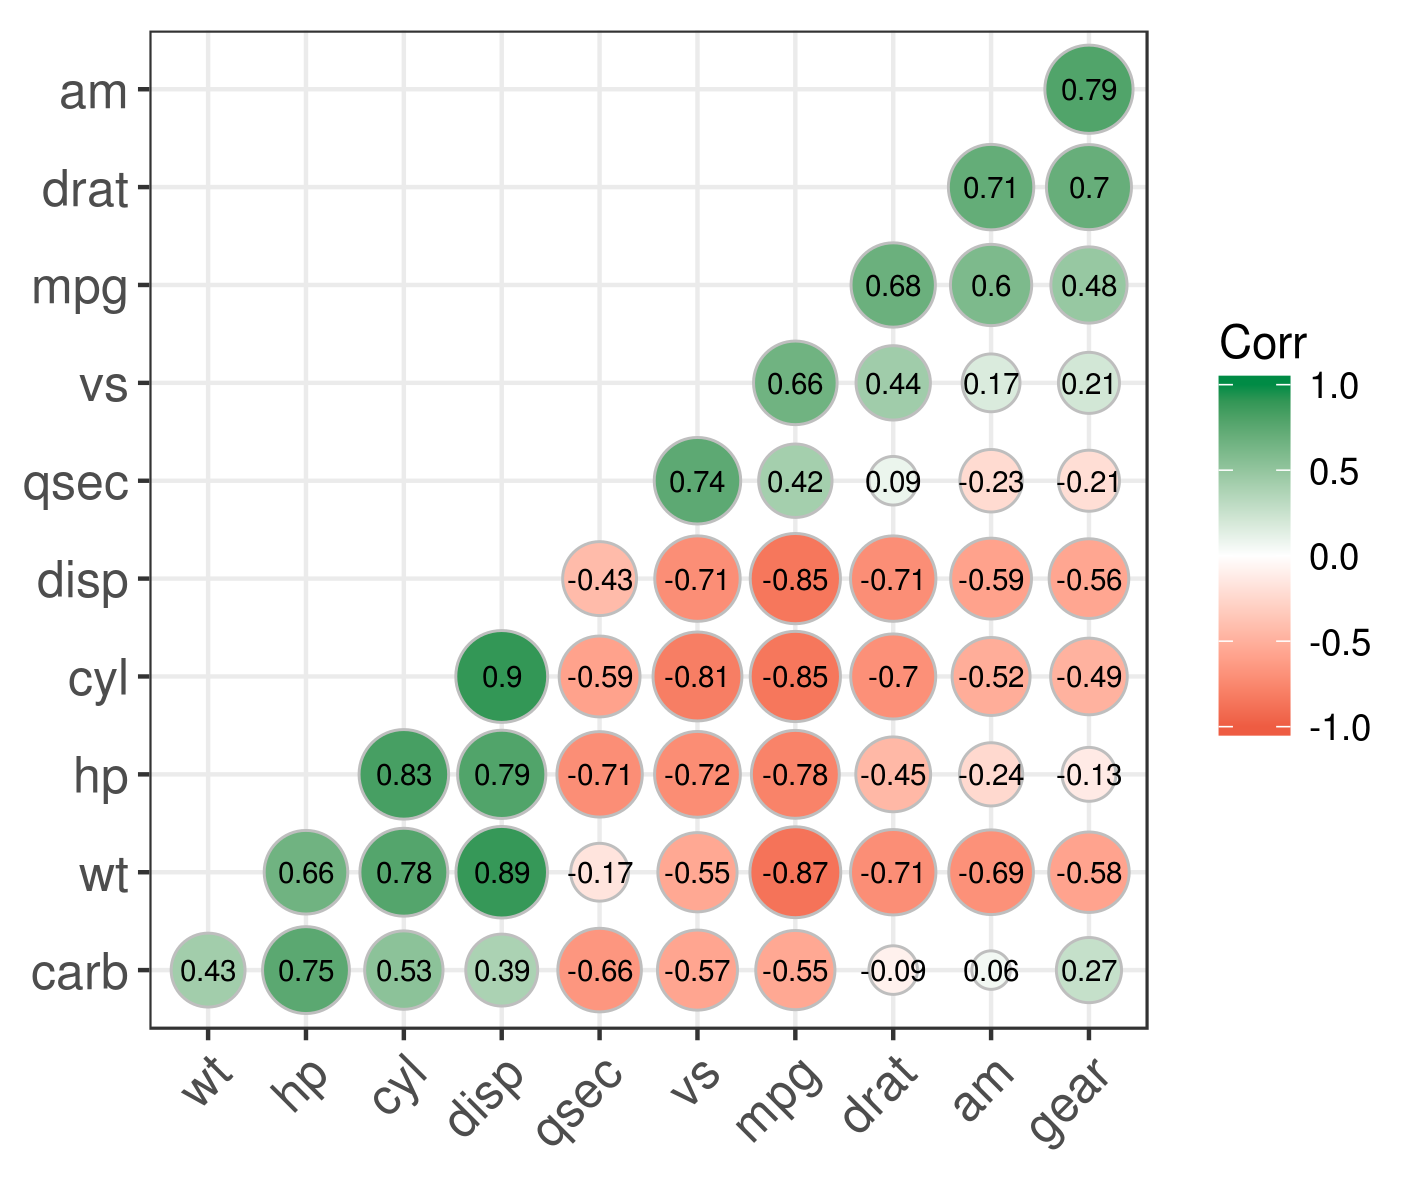 am 0.79
drat 0.71 0.7
mpg 0.68 0.6 0.48
vs 0.66 0.44 0.17 0.21
qsec 0.74 0.42 0.09 -0.23 -0.21
disp -0.43 -0.71 -0.85 -0.71 -0.59 -0.56
cyl 0.9 -0.59 -0.81 -0.85 -0.7 -0.52 -0.49
hp 0.83 0.79 -0.71 -0.72 -0.78 -0.45 -0.24 -0.13
wt 0.66 0.78 0.89 -0.17 -0.55 -0.87 -0.71 -0.69 -0.58
carb 0.43 0.75 0.53 0.39 -0.66 -0.57 -0.55 -0.09 0.06 0.27
wt hp cyl disp qsec vs mpg drat am gear
Corr
1.0
0.5
0.0
-0.5
-1.0